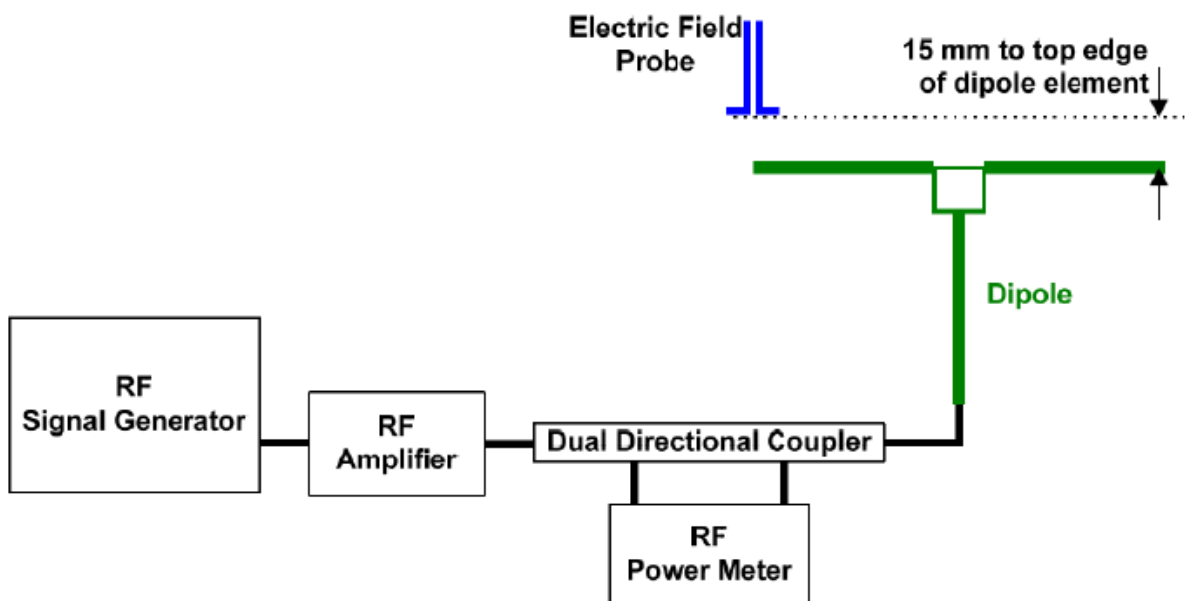 Electric Field
Probe
15 mm to top edge
of dipole element
Dipole
RF
Signal Generator
RF
Amplifier
Dual Directional Coupler
RF
Power Meter